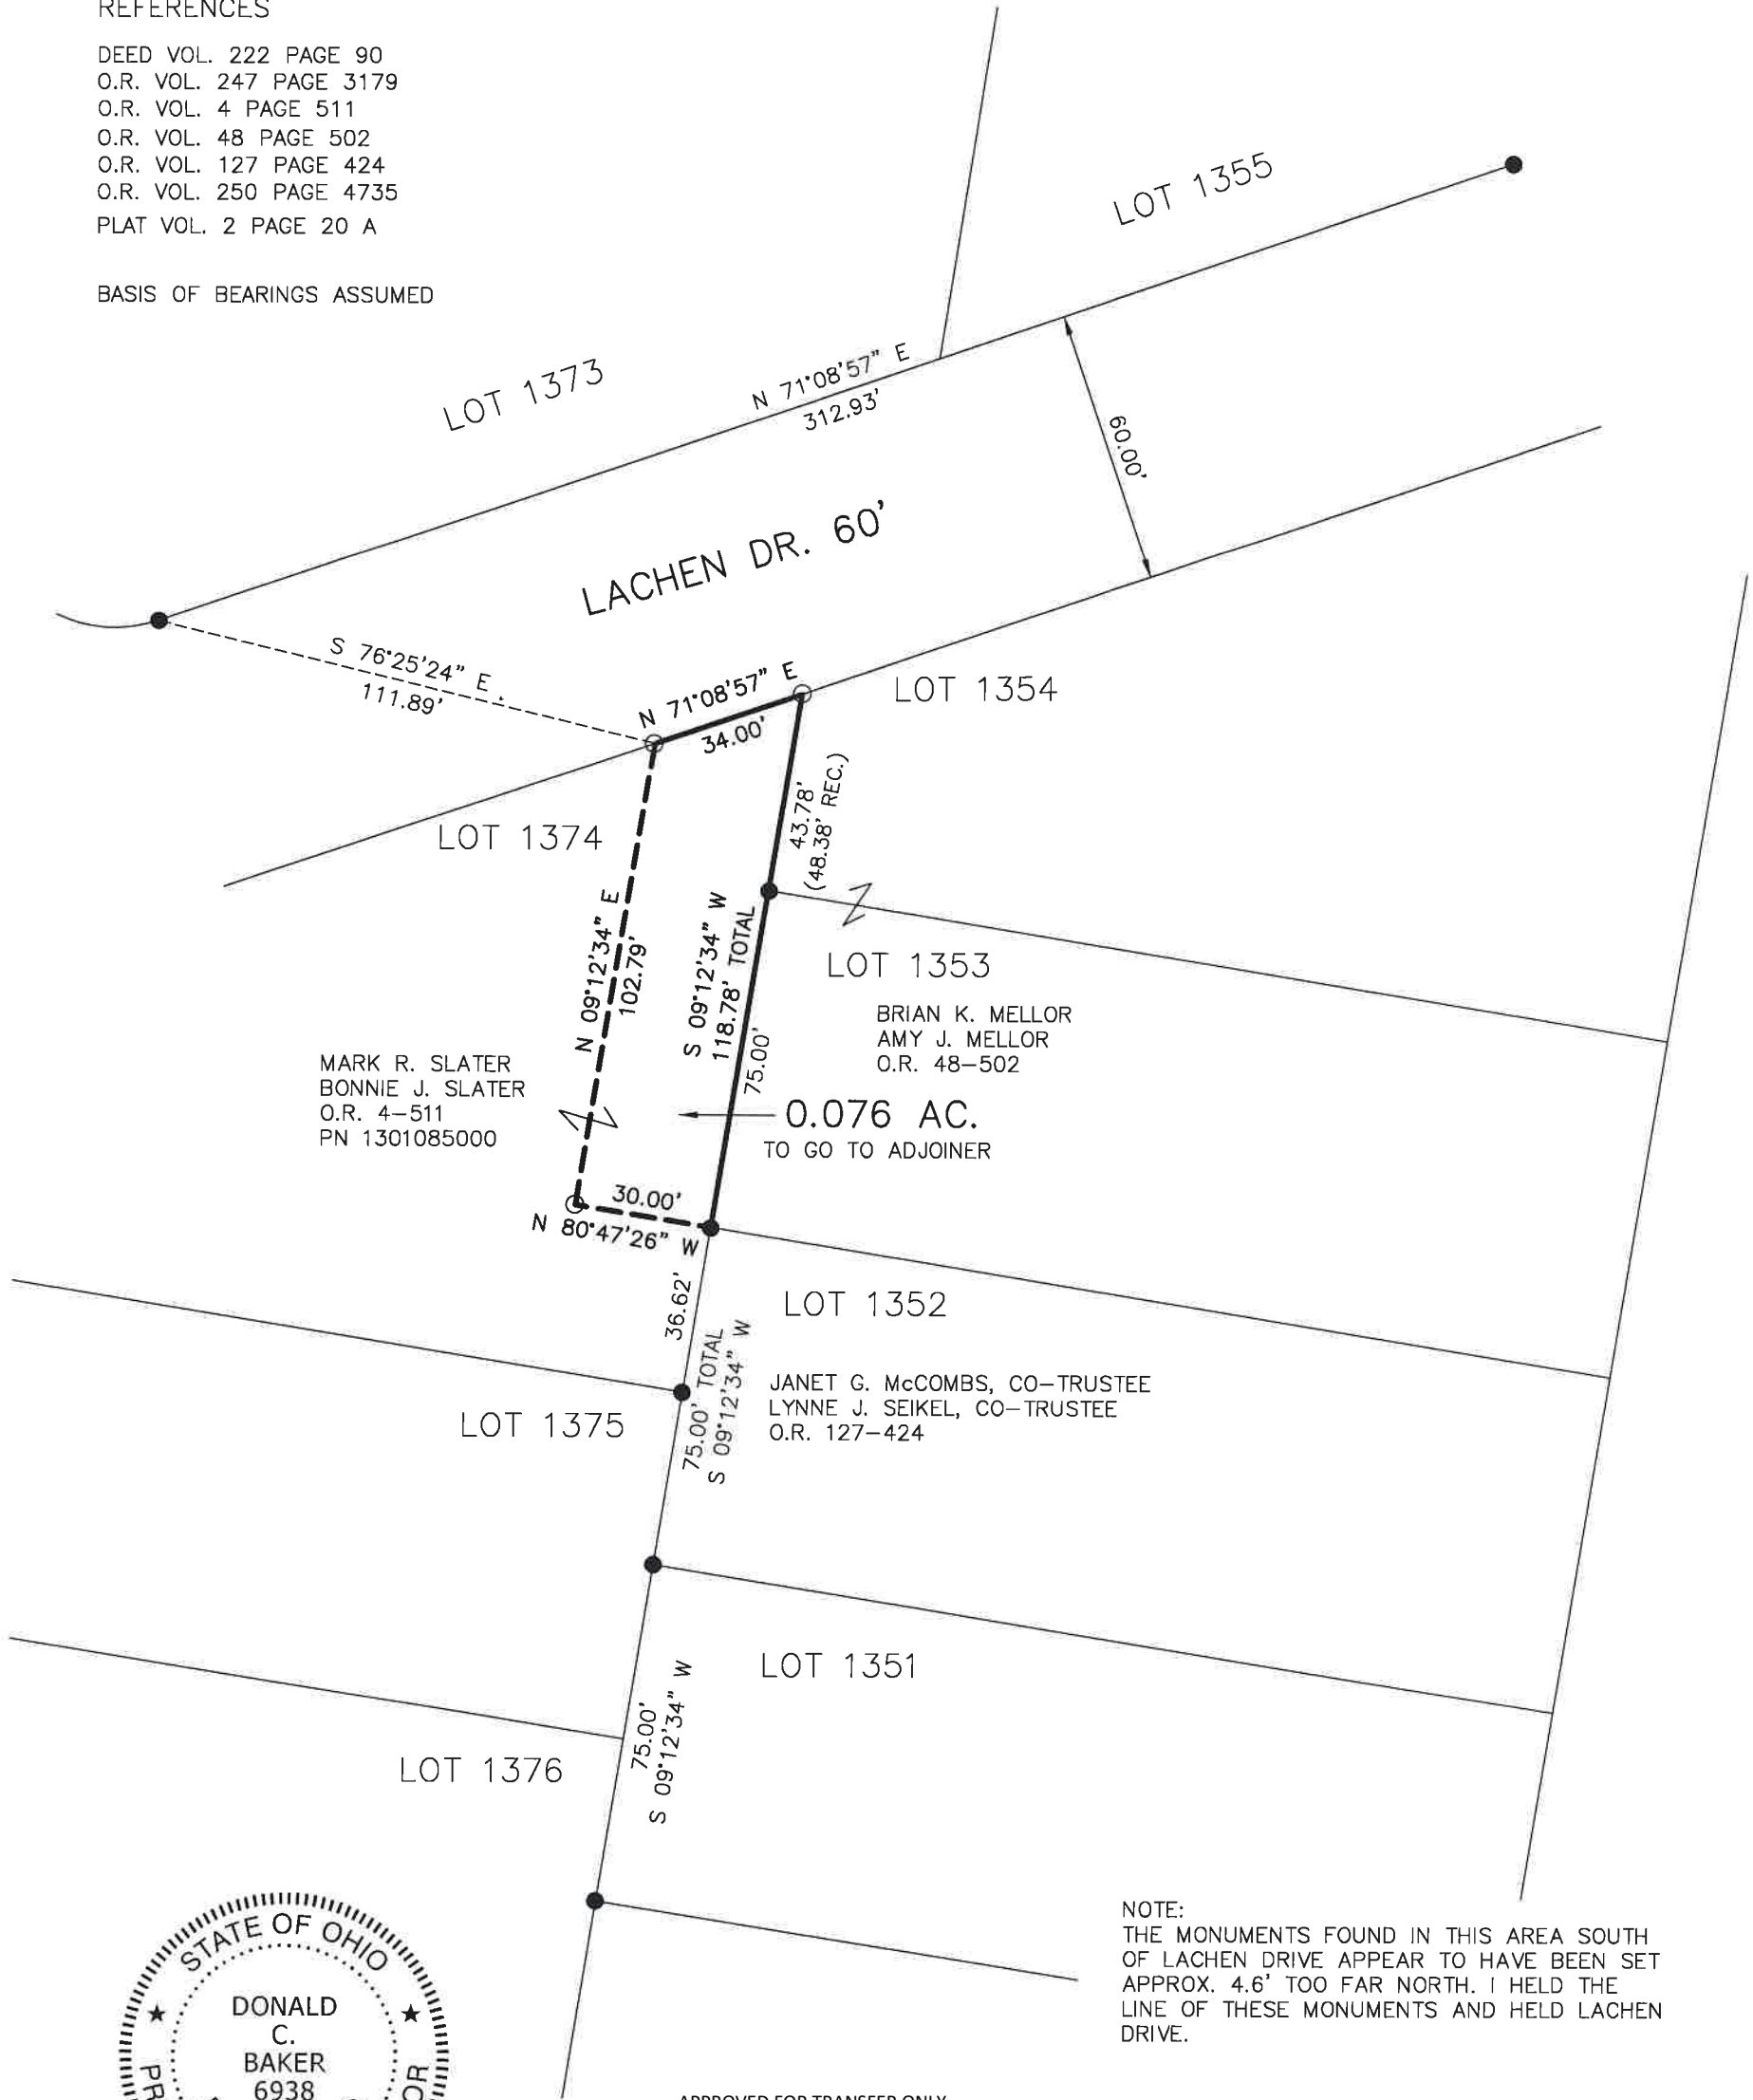 REFERENCES
DEED VOL. 222 PAGE 90
O.R. VOL. 247 PAGE 3179
O.R. VOL. 4 PAGE 511
O.R. VOL. 48 PAGE 502
O.R. VOL. 127 PAGE 424
O.R. VOL. 250 PAGE 4735
PLAT VOL. 2 PAGE 20 A
BASIS OF BEARINGS ASSUMED
LOT 1355
LOT 1373
N 71°08'57" E
312.93'
60.00'
LACHEN DR. 60'
S 76°25'24" E.
111.89'
N 71°08'57" E
34.00'
LOT 1354
LOT 1374
43.78'
(48.38' REC.)
N 09°12'34" E
102.79'
S 09°12'34" W
118.78' TOTAL
75.00'
LOT 1353
BRIAN K. MELLOR
AMY J. MELLOR
O.R. 48-502
MARK R. SLATER
BONNIE J. SLATER
O.R. 4-511
PN 1301085000
0.076 AC.
TO GO TO ADJOINER
30.00'
N 80°47'26" W
36.62'
LOT 1352
75.00' TOTAL
S 09°12'34" W
JANET G. McCOMBS, CO-TRUSTEE
LYNNE J. SEIKEL, CO-TRUSTEE
O.R. 127-424
LOT 1375
LOT 1351
75.00'
S 09°12'34" W
LOT 1376
NOTE:
THE MONUMENTS FOUND IN THIS AREA SOUTH
OF LACHEN DRIVE APPEAR TO HAVE BEEN SET
APPROX. 4.6' TOO FAR NORTH. I HELD THE
LINE OF THESE MONUMENTS AND HELD LACHEN
DRIVE.
STATE OF OHIO
DONALD
C.
BAKER
6938
APPROVED FOR TRANSFER ONLY